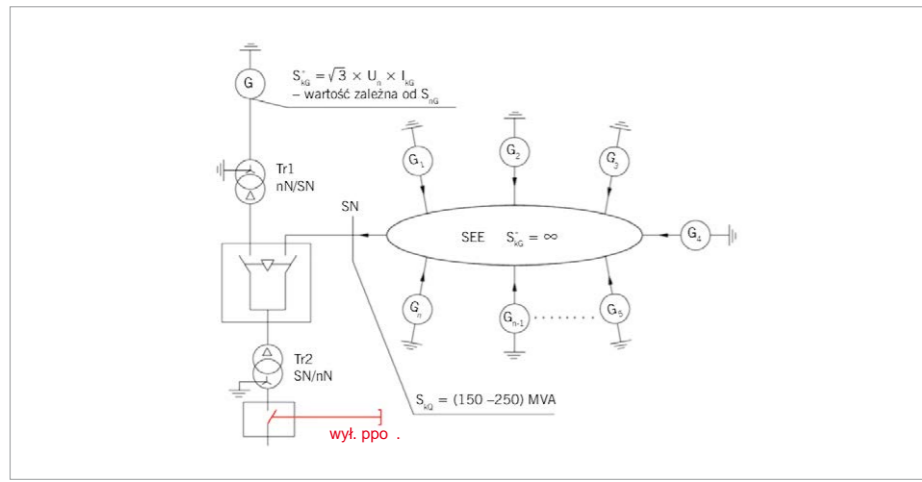 G
S"kG = √3 × Un × IkG
– wartość zależna od SnG
Tr1
nN/SN
SN
G1
G2
G3
G4
SEE S"kG = ∞
Gn
Gn-1
G5
Tr2
SN/nN
SkQ = (150 –250) MVA
wył. ppo .